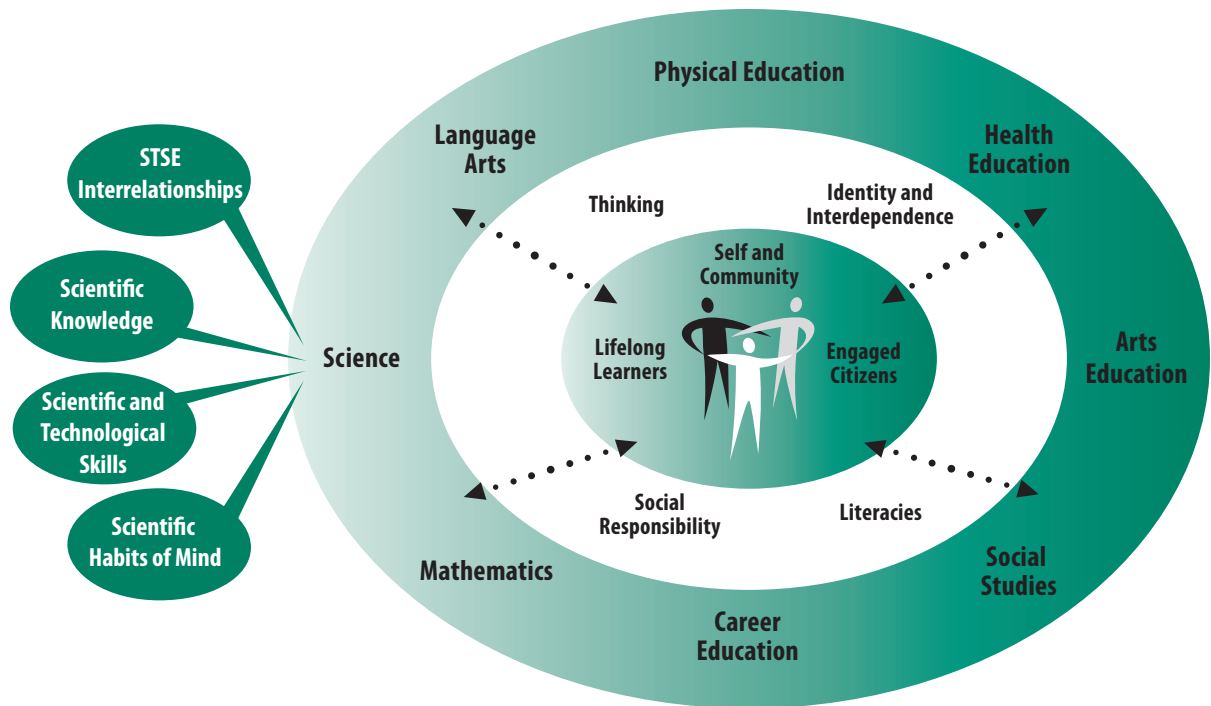 Physical Education
Language
Arts
Health
Education
STSE
Interrelationships
Thinking
Identity and
Interdependence
Self and
Community
Scientific
Knowledge
Science
Lifelong
Learners
Engaged
Citizens
Arts
Education
Scientific and
Technological
Skills
Social
Responsibility
Literacies
Scientific
Habits of Mind
Mathematics
Social
Studies
Career
Education